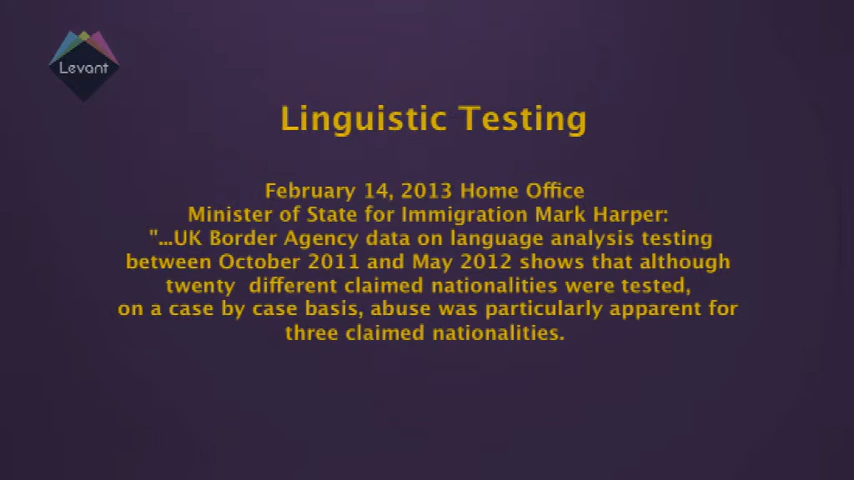 Levant
Linguistic Testing
February 14, 2013 Home Office
Minister of State for Immigration Mark Harper:
"...UK Border Agency data on language analysis testing
between October 2011 and May 2012 shows that although
twenty different claimed nationalities were tested,
on a case by case basis, abuse was particularly apparent for
three claimed nationalities.